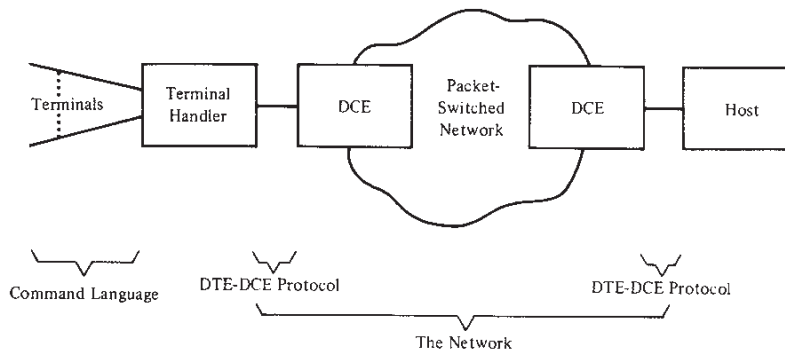 Terminals
Terminal
Handler
DCE
Packet-
Switched
Network
DCE
Host
Command Language
DTE-DCE Protocol
DTE-DCE Protocol
The Network